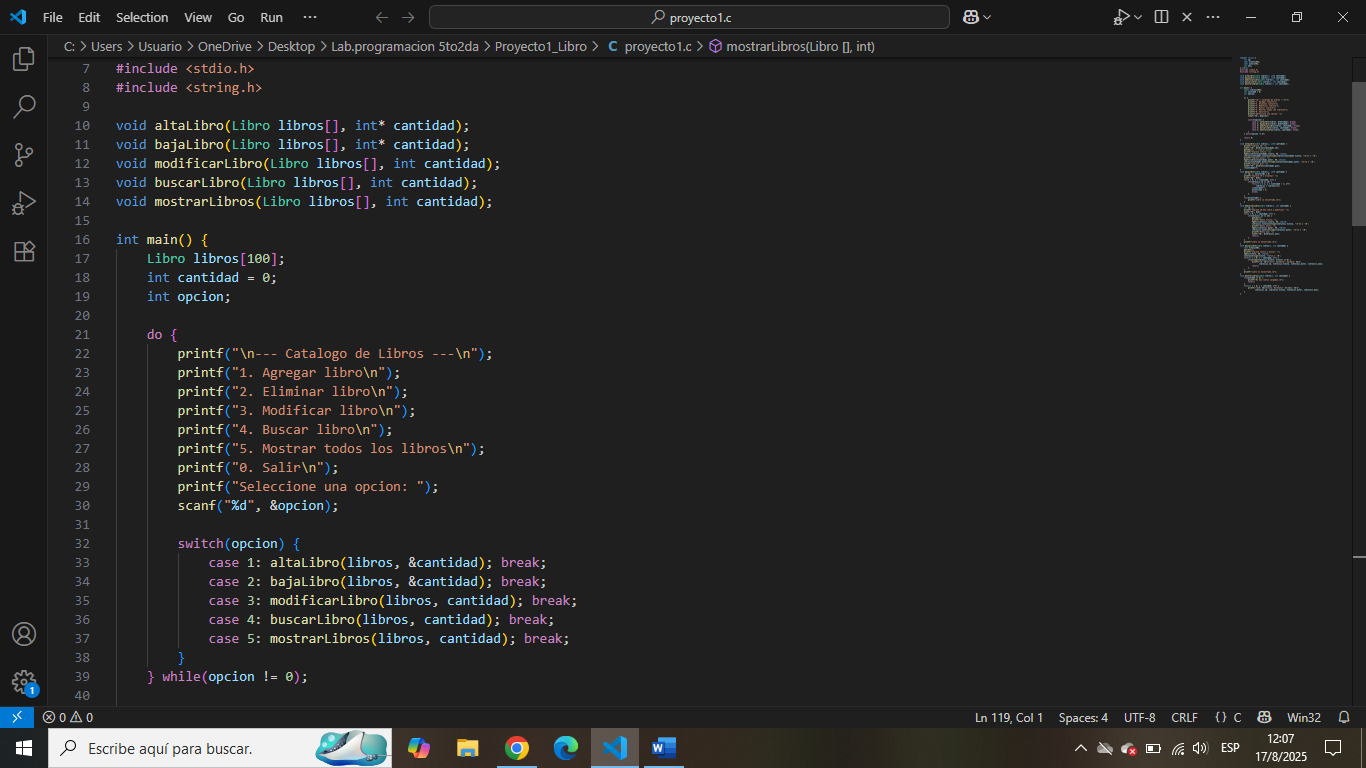 File Edit Selection View Go Run ··· proyecto1.c
C: > Users > Usuario > OneDrive > Desktop > Lab.programacion 5to2da > Proyecto1_Libro > C proyecto1.c > mostrarLibros(Libro [], int)
7 #include <stdio.h>
8 #include <string.h>
9
10 void altaLibro(Libro libros[], int* cantidad);
11 void bajaLibro(Libro libros[], int* cantidad);
12 void modificarLibro(Libro libros[], int cantidad);
13 void buscarLibro(Libro libros[], int cantidad);
14 void mostrarLibros(Libro libros[], int cantidad);
15
16 int main() {
17 Libro libros[100];
18 int cantidad = 0;
19 int opcion;
20
21 do {
22 printf("\n--- Catalogo de Libros ---\n");
23 printf("1. Agregar libro\n");
24 printf("2. Eliminar libro\n");
25 printf("3. Modificar libro\n");
26 printf("4. Buscar libro\n");
27 printf("5. Mostrar todos los libros\n");
28 printf("0. Salir\n");
29 printf("Seleccione una opcion: ");
30 scanf("%d", &opcion);
31
32 switch(opcion) {
33 case 1: altaLibro(libros, &cantidad); break;
34 case 2: bajaLibro(libros, &cantidad); break;
35 case 3: modificarLibro(libros, cantidad); break;
36 case 4: buscarLibro(libros, cantidad); break;
37 case 5: mostrarLibros(libros, cantidad); break;
38 }
39 } while(opcion != 0);
40
1
0 0 Ln 119, Col 1 Spaces: 4 UTF-8 CRLF {} C Win32
Escribe aquí para buscar. ESP 12:07
17/8/2025